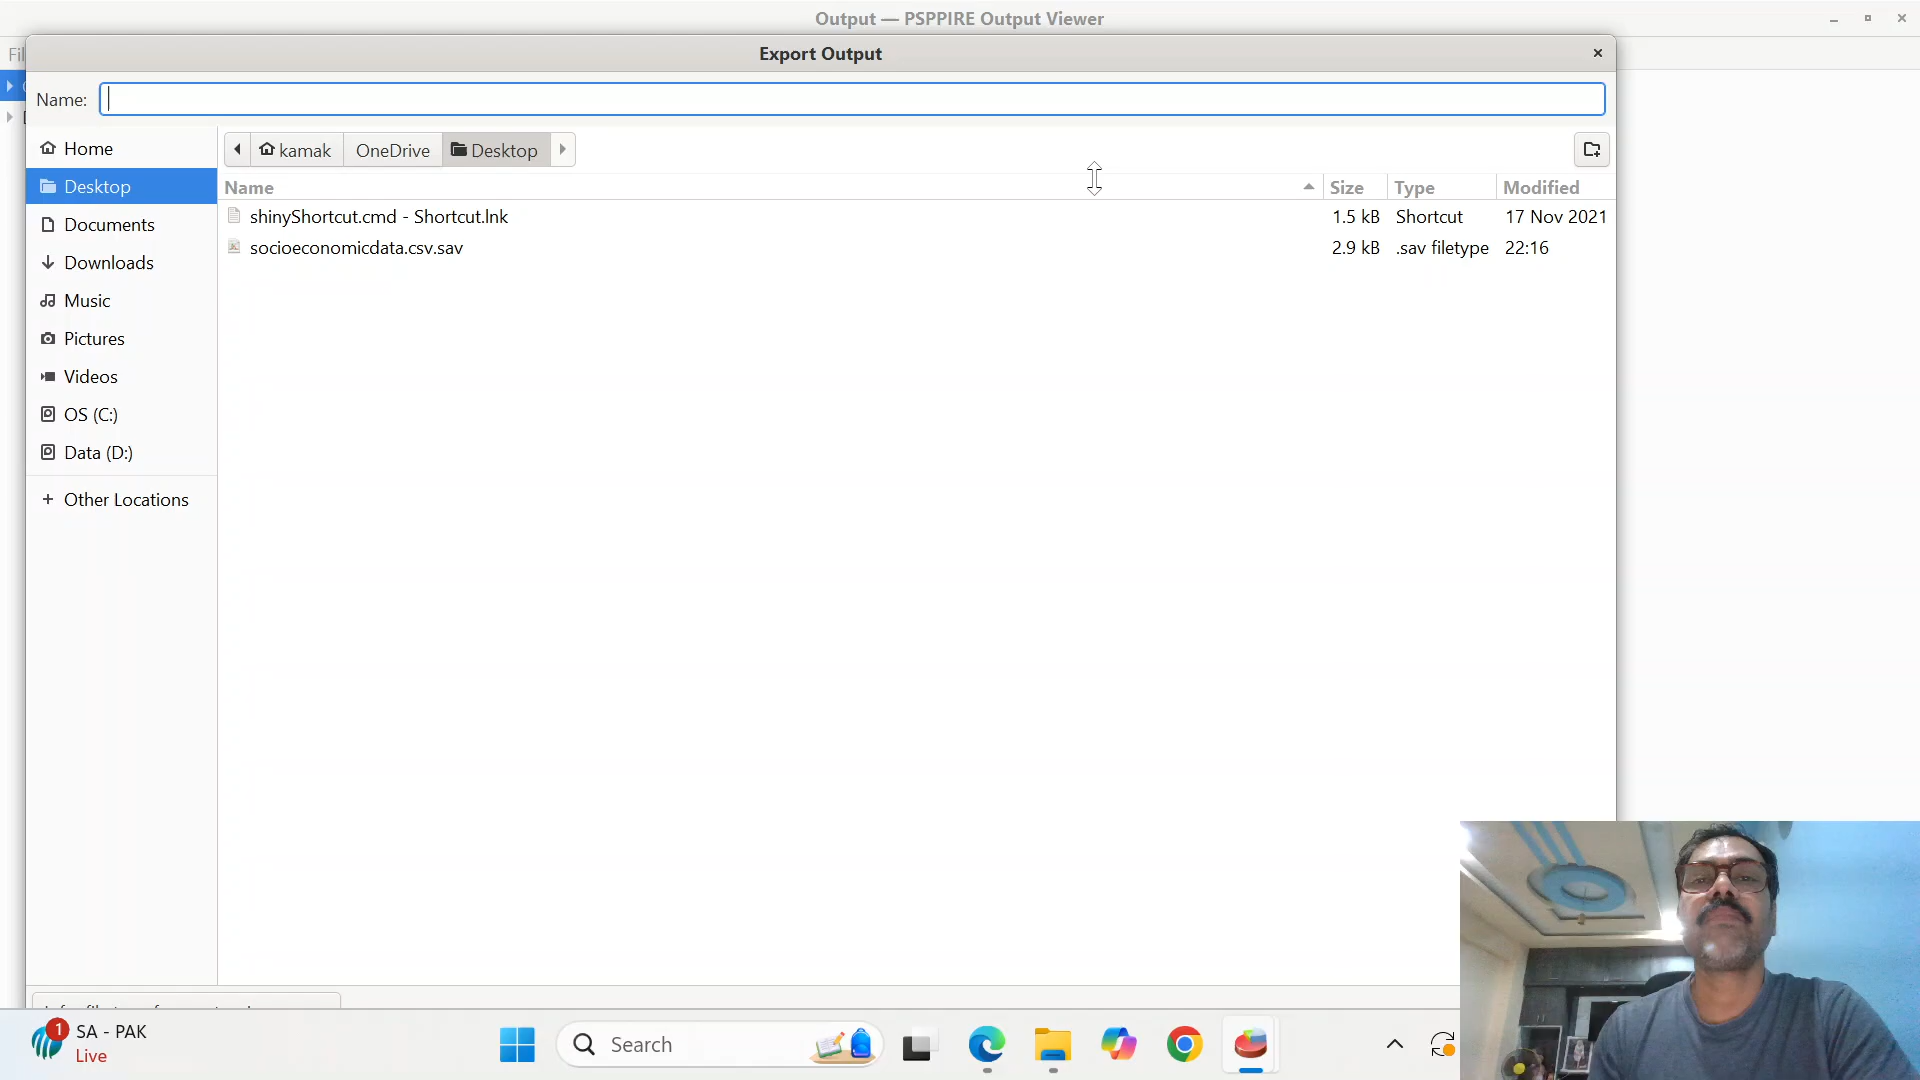 Output — PSPPIRE Output Viewer
Fil
Export Output
Name:
Home
Desktop
Documents
Downloads
Music
Pictures
Videos
OS (C:)
Data (D:)
Other Locations
kamak OneDrive Desktop
Name Size Type Modified
shinyShortcut.cmd - Shortcut.lnk 1.5 kB Shortcut 17 Nov 2021
socioeconomicdata.csv.sav 2.9 kB .sav filetype 22:16
1
SA - PAK
Live
Search